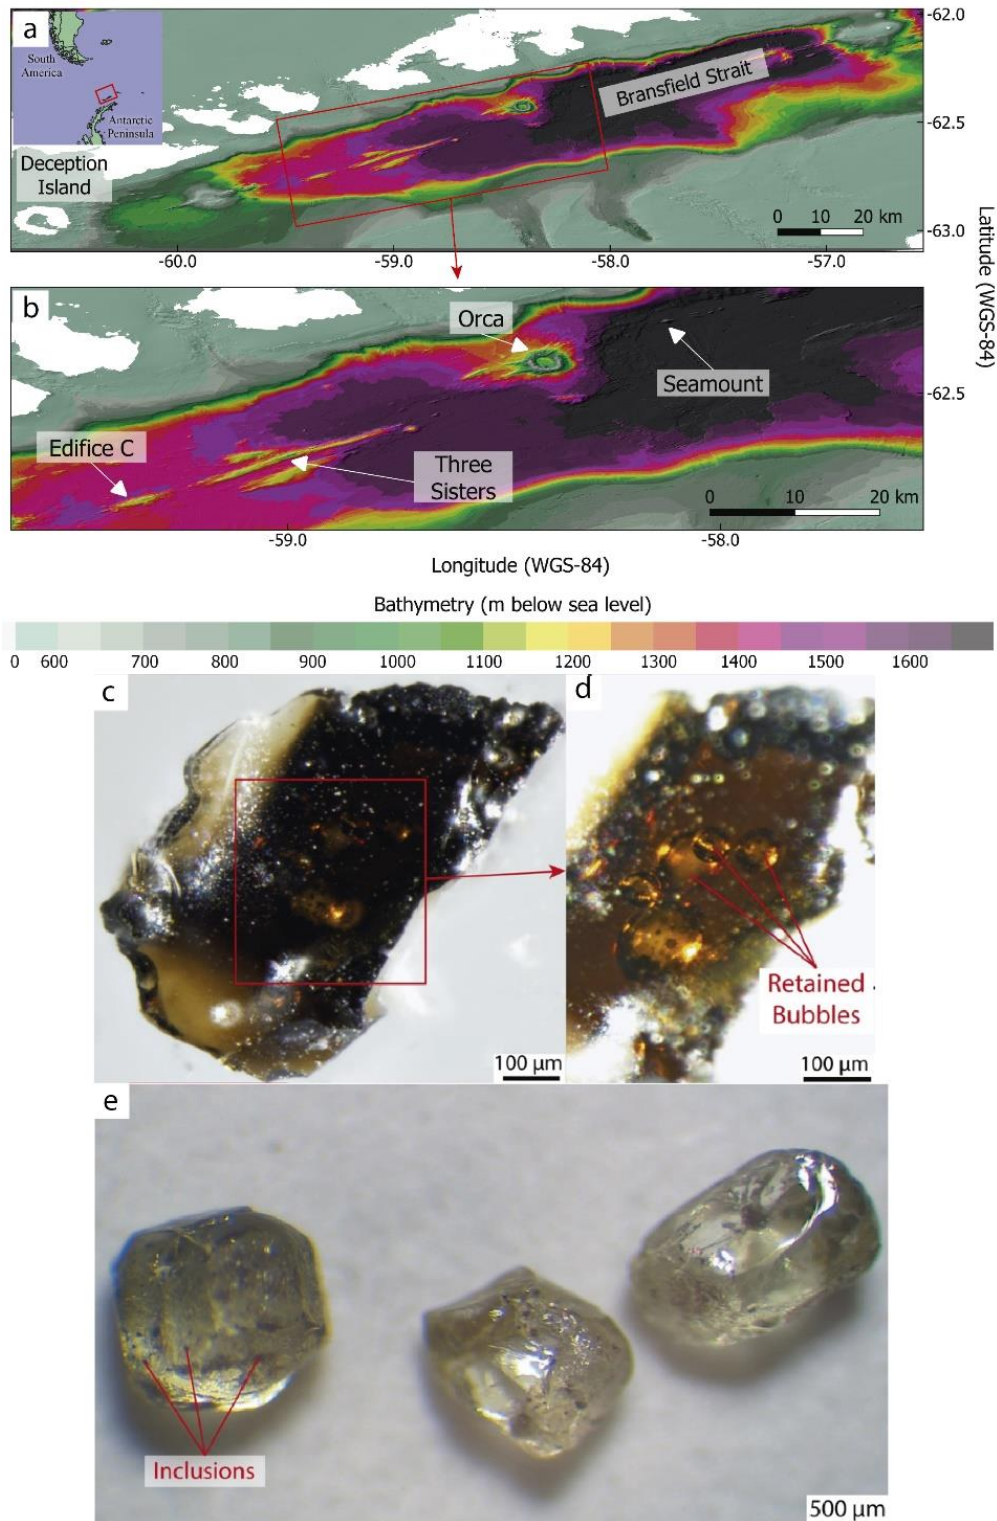 a
South
America
Antarctic
Peninsula
Deception
Island
Bransfield Strait
0 10 20 km
-60.0 -59.0 -58.0 -57.0
-62.0
-62.5
-63.0
Latitude (WGS-84)
b
Orca
Seamount
Edifice C
Three
Sisters
0 10 20 km
-62.5
-59.0 -58.0
Longitude (WGS-84)
Bathymetry (m below sea level)
0 600 700 800 900 1000 1100 1200 1300 1400 1500 1600
c
100 µm
d
Retained
Bubbles
100 µm
e
Inclusions
500 µm